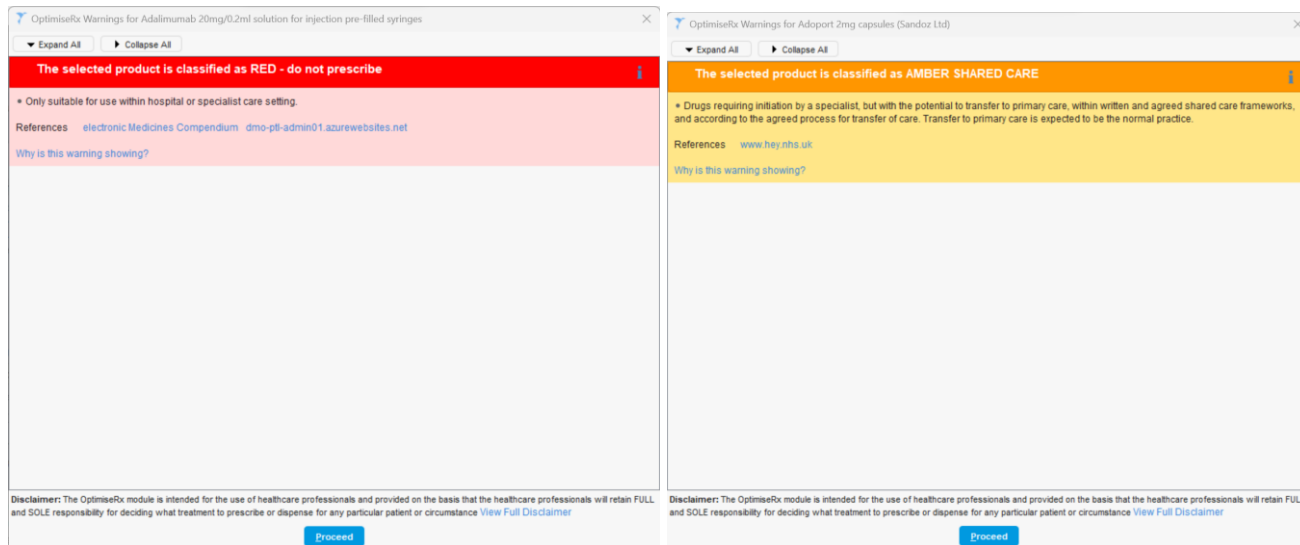 OptimiseRx Warnings for Adalimumab 20mg/0.2ml solution for injection pre-filled syringes
Expand All
Collapse All
The selected product is classified as RED - do not prescribe
i
• Only suitable for use within hospital or specialist care setting.
References electronic Medicines Compendium dmo-ptl-admin01.azurewebsites.net
Why is this warning showing?
Disclaimer: The OptimiseRx module is intended for the use of healthcare professionals and provided on the basis that the healthcare professionals will retain FULL
and SOLE responsibility for deciding what treatment to prescribe or dispense for any particular patient or circumstance View Full Disclaimer
Proceed
OptimiseRx Warnings for Adoport 2mg capsules (Sandoz Ltd)
Expand All
Collapse All
The selected product is classified as AMBER SHARED CARE
i
• Drugs requiring initiation by a specialist, but with the potential to transfer to primary care, within written and agreed shared care frameworks,
and according to the agreed process for transfer of care. Transfer to primary care is expected to be the normal practice.
References www.hey.nhs.uk
Why is this warning showing?
Disclaimer: The OptimiseRx module is intended for the use of healthcare professionals and provided on the basis that the healthcare professionals will retain FULL
and SOLE responsibility for deciding what treatment to prescribe or dispense for any particular patient or circumstance View Full Disclaimer
Proceed